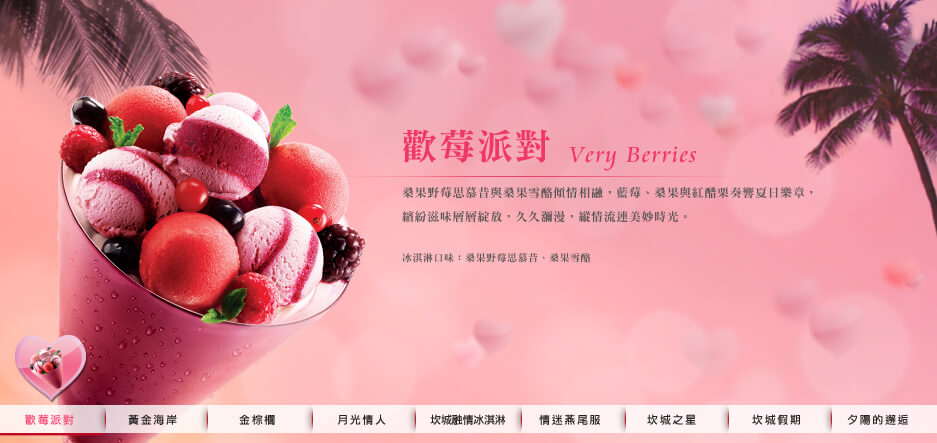 歡莓派對 Very Berries
桑果野莓思慕昔與桑果雪酪傾情相融，藍莓、桑果與紅醋栗奏響夏日樂章，
繽紛滋味層層綻放，久久瀰漫，縱情流連美妙時光。
冰淇淋口味：桑果野莓思慕昔、桑果雪酪
歡莓派對 黃金海岸 金棕櫚 月光情人 坎城融情冰淇淋 情迷燕尾服 坎城之星 坎城假期 夕陽的邂逅